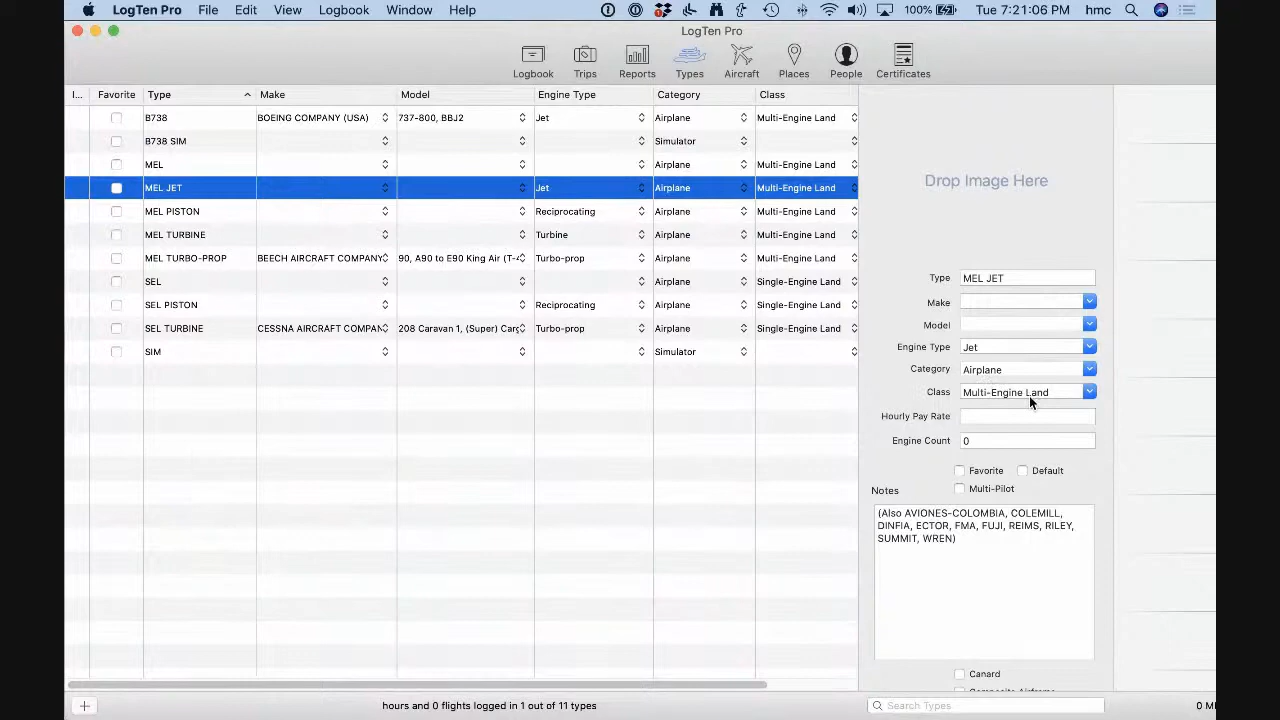 LogTen Pro File Edit View Logbook Window Help 100% Tue 7:21:06 PM hmc
LogTen Pro
Logbook Trips Reports Types Aircraft Places People Certificates
I... Favorite Type Make Model Engine Type Category Class
B738 BOEING COMPANY (USA) 737-800, BBJ2 Jet Airplane Multi-Engine Land
B738 SIM Simulator
MEL Airplane Multi-Engine Land
MEL JET Jet Airplane Multi-Engine Land
MEL PISTON Reciprocating Airplane Multi-Engine Land
MEL TURBINE Turbine Airplane Multi-Engine Land
MEL TURBO-PROP BEECH AIRCRAFT COMPANY 90, A90 to E90 King Air (T-4 Turbo-prop Airplane Multi-Engine Land
SEL Airplane Single-Engine Land
SEL PISTON Reciprocating Airplane Single-Engine Land
SEL TURBINE CESSNA AIRCRAFT COMPAN 208 Caravan 1, (Super) Carg Turbo-prop Airplane Single-Engine Land
SIM Simulator
Drop Image Here
Type MEL JET
Make
Model
Engine Type Jet
Category Airplane
Class Multi-Engine Land
Hourly Pay Rate
Engine Count 0
Favorite Default
Multi-Pilot
Notes
(Also AVIONES-COLOMBIA, COLEMILL,
DINFIA, ECTOR, FMA, FUJI, REIMS, RILEY,
SUMMIT, WREN)
Canard
Composite Airframe
hours and 0 flights logged in 1 out of 11 types
Search Types
0 M